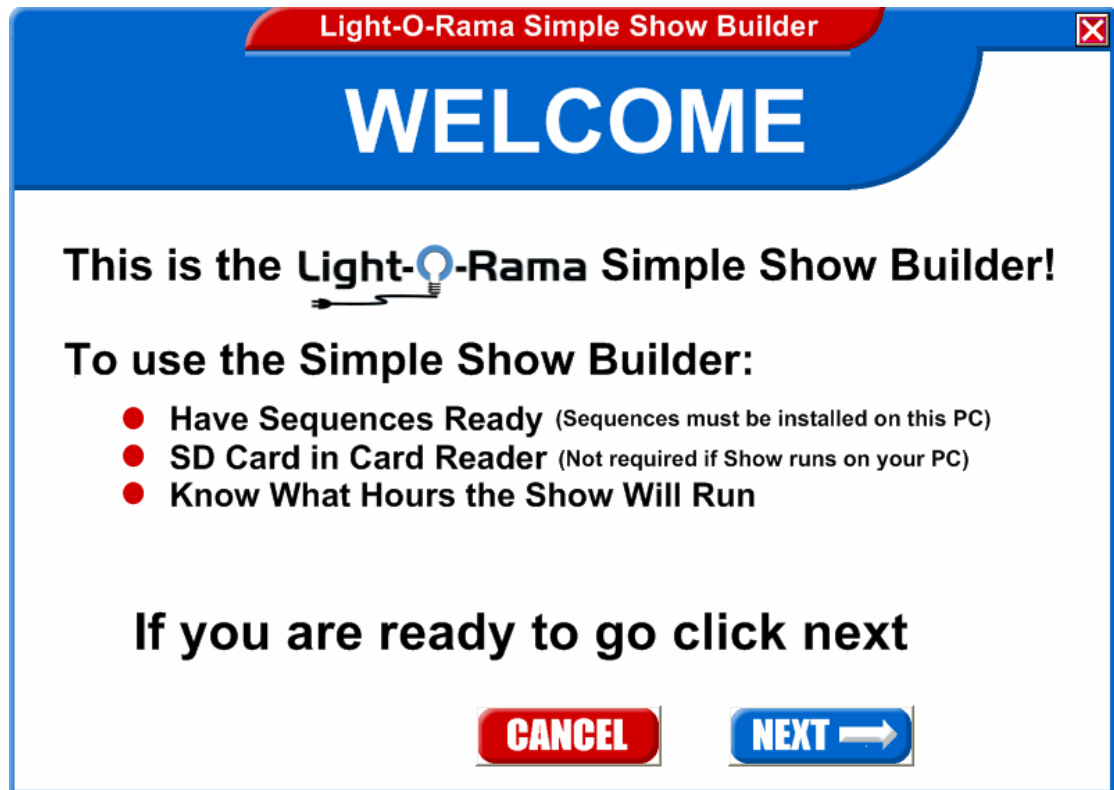 Light-O-Rama Simple Show Builder
WELCOME
This is the Light-O-Rama Simple Show Builder!
To use the Simple Show Builder:
Have Sequences Ready (Sequences must be installed on this PC)
SD Card in Card Reader (Not required if Show runs on your PC)
Know What Hours the Show Will Run
If you are ready to go click next
CANCEL NEXT